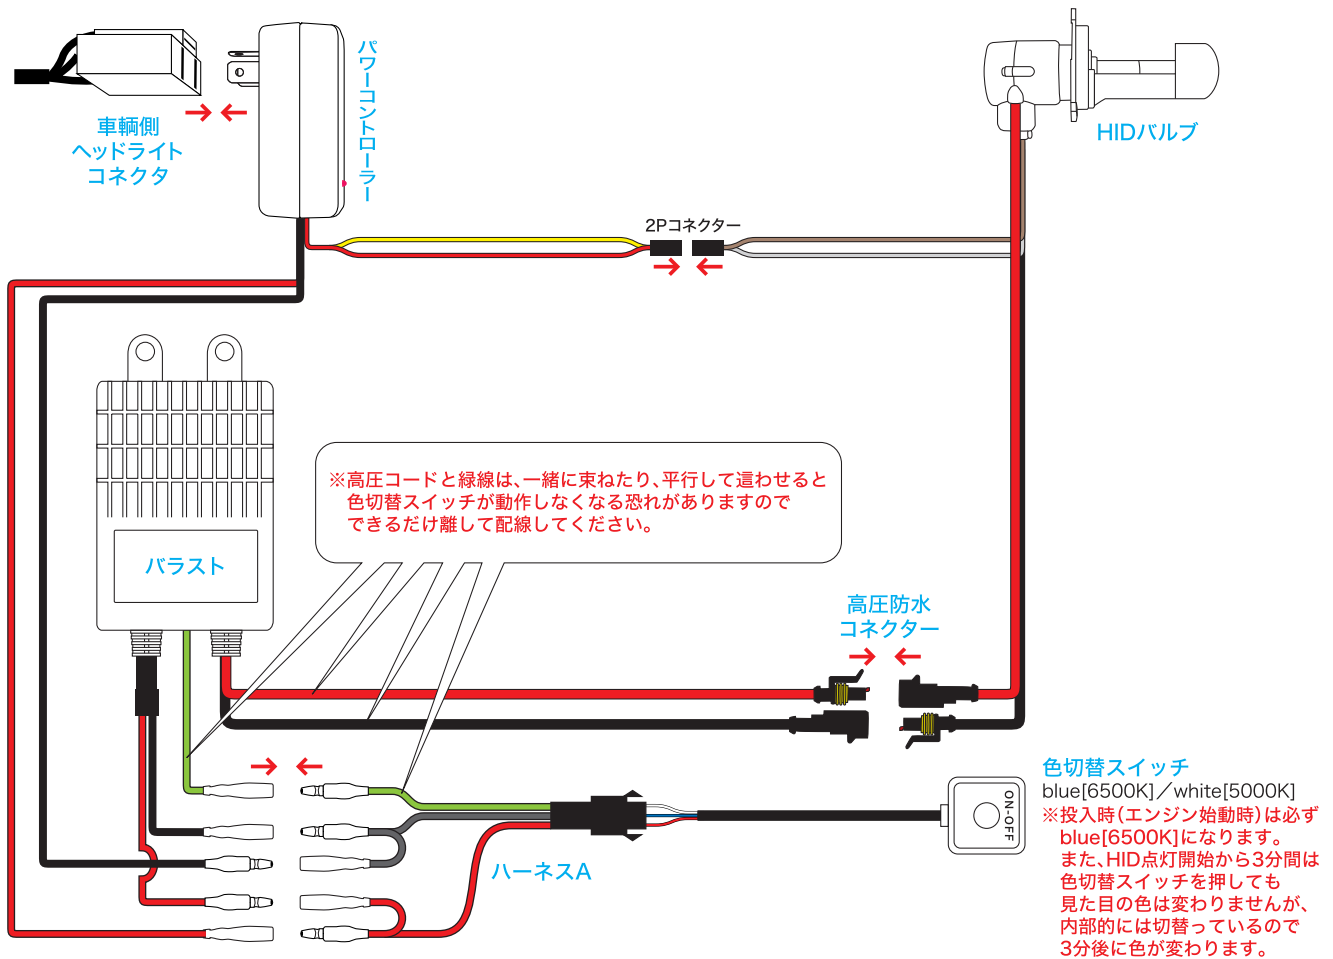 車輌側
ヘッドライト
コネクタ
パワーコントローラー
HIDバルブ
2Pコネクター
※高圧コードと緑線は、一緒に束ねたり、平行して這わせると
色切替スイッチが動作しなくなる恐れがありますので
できるだけ離して配線してください。
バラスト
高圧防水
コネクター
ハーネスA
ON-OFF
色切替スイッチ
blue[6500K]／white[5000K]
※投入時(エンジン始動時)は必ず
blue[6500K]になります。
また、HID点灯開始から3分間は
色切替スイッチを押しても
見た目の色は変わりませんが、
内部的には切替っているので
3分後に色が変わります。